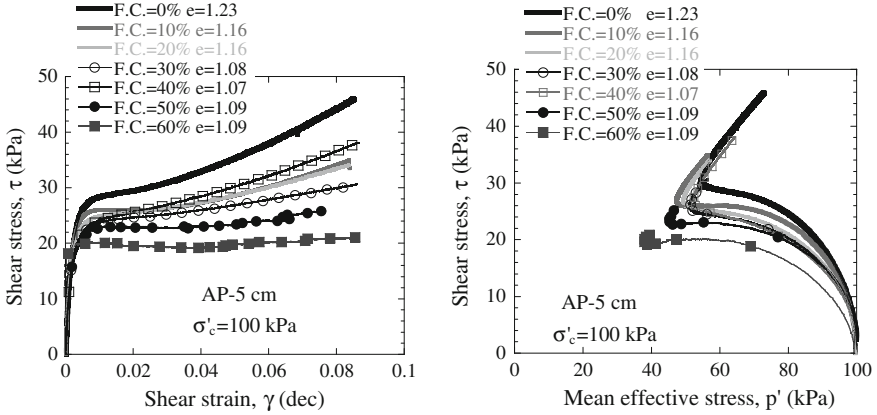 F.C.=0% e=1.23
F.C.=10% e=1.16
F.C.=20% e=1.16
F.C.=30% e=1.08
F.C.=40% e=1.07
F.C.=50% e=1.09
F.C.=60% e=1.09
50
40
30
20
10
0
Shear stress, τ (kPa)
AP-5 cm
σ'c=100 kPa
0 0.02 0.04 0.06 0.08 0.1
Shear strain, γ (dec)
F.C.=0% e=1.23
F.C.=10% e=1.16
F.C.=20% e=1.16
F.C.=30% e=1.08
F.C.=40% e=1.07
F.C.=50% e=1.09
F.C.=60% e=1.09
50
40
30
20
10
0
Shear stress, τ (kPa)
AP-5 cm
σ'c=100 kPa
0 20 40 60 80 100
Mean effective stress, p' (kPa)